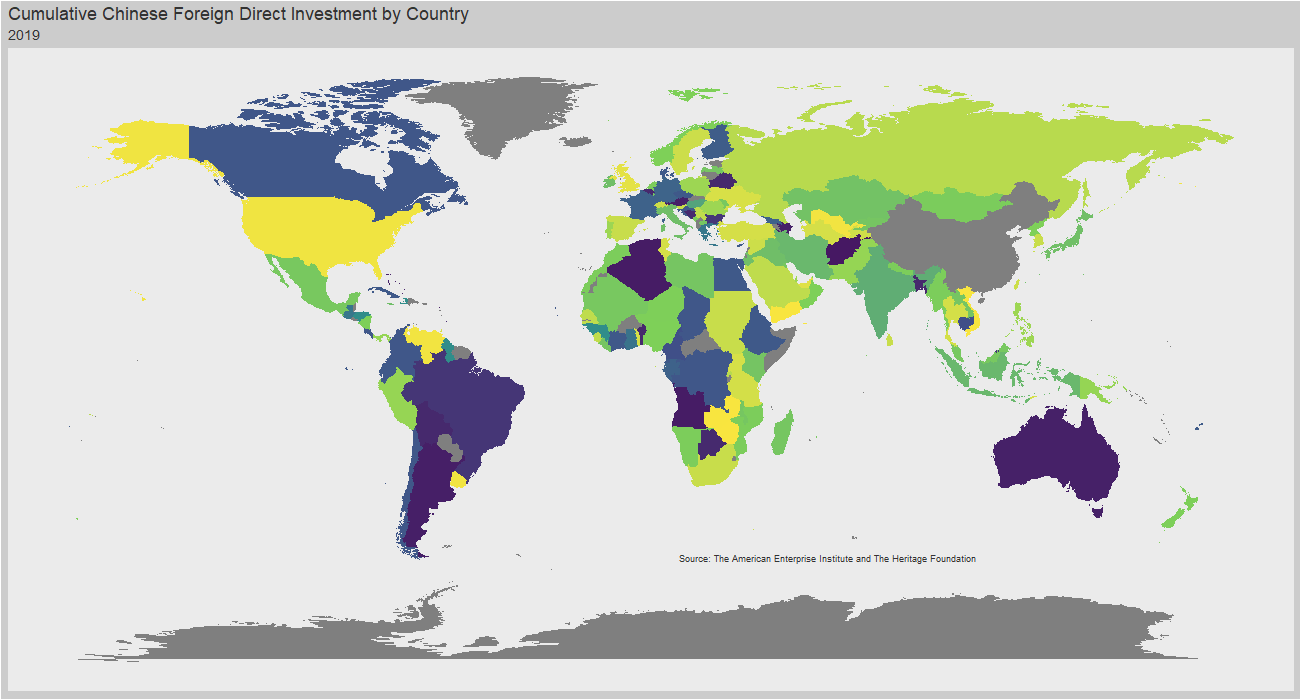 Cumulative Chinese Foreign Direct Investment by Country
2019
Source: The American Enterprise Institute and The Heritage Foundation